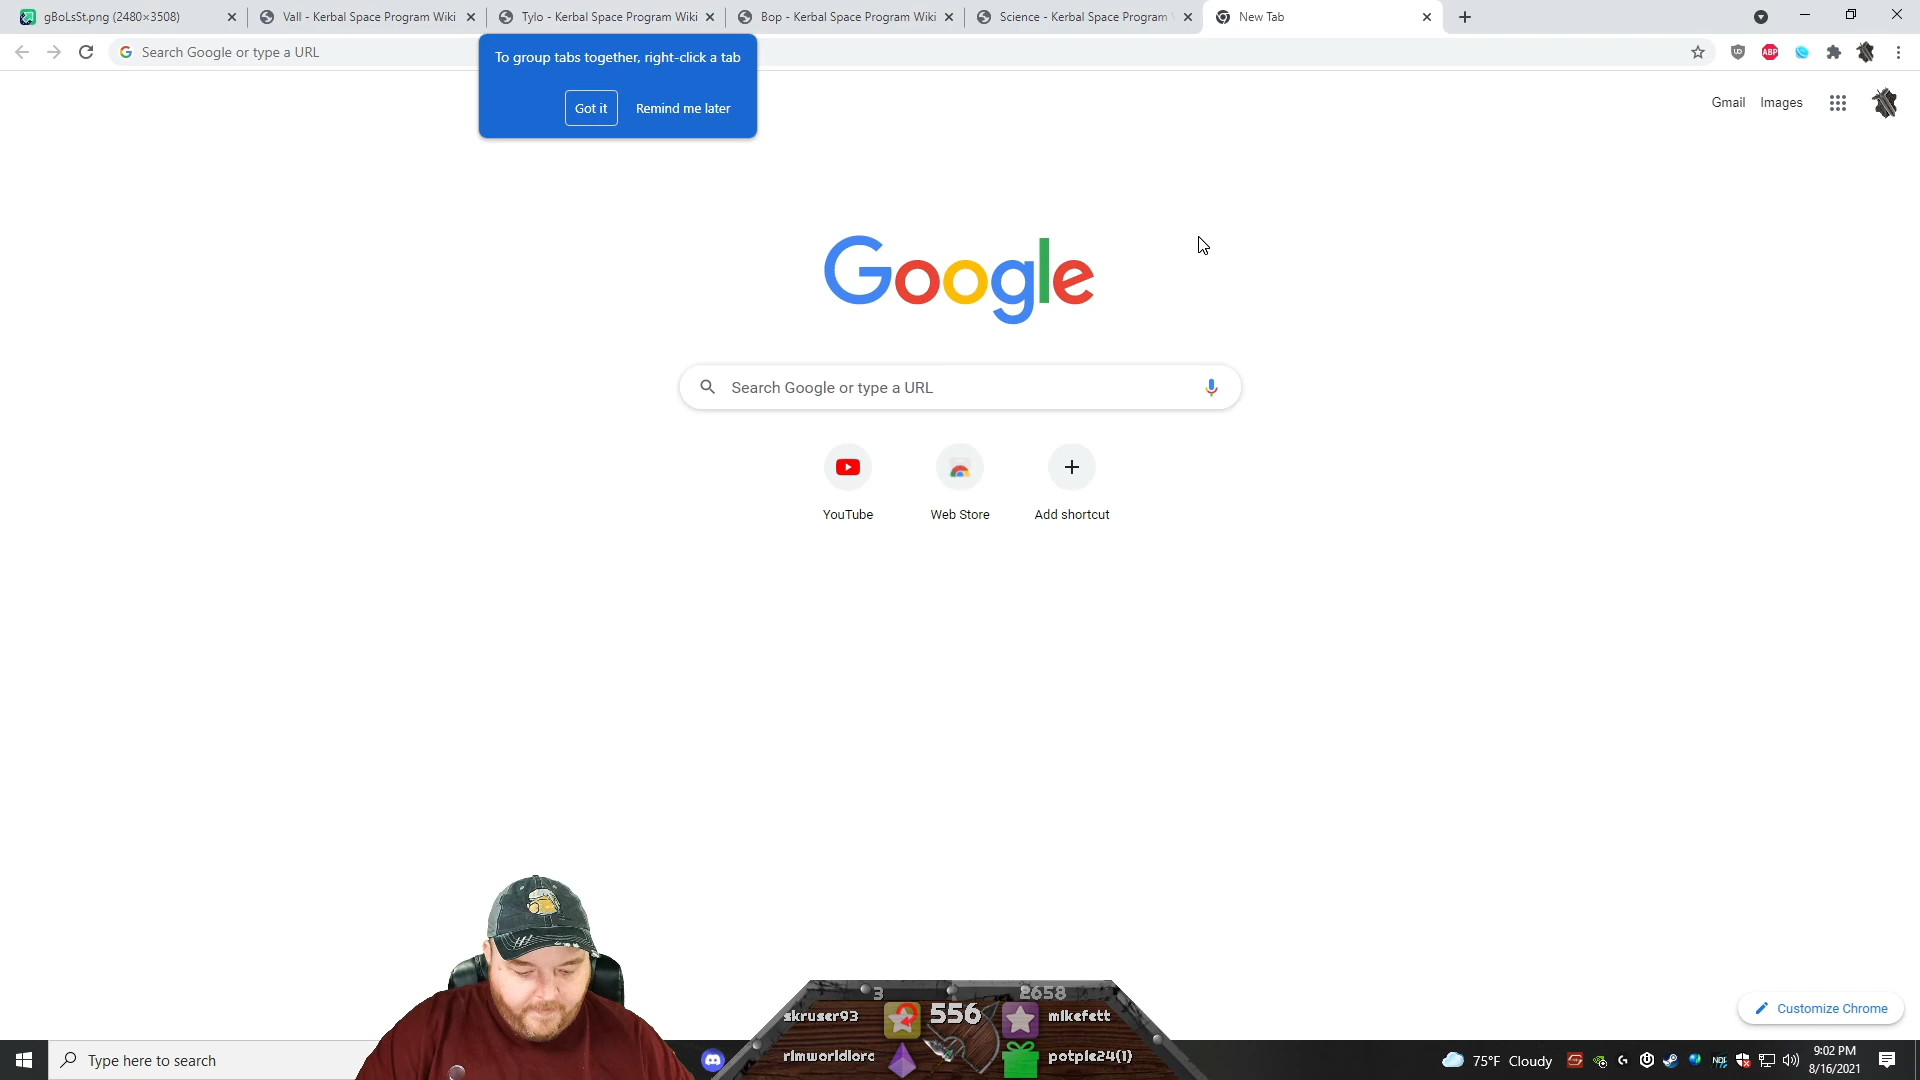 gBoLsSt.png (2480×3508)
Vall - Kerbal Space Program Wiki
Tylo - Kerbal Space Program Wiki
Bop - Kerbal Space Program Wiki
Science - Kerbal Space Program
New Tab
Search Google or type a URL
To group tabs together, right-click a tab
Got it
Remind me later
ABP
Gmail
Images
Google
Search Google or type a URL
YouTube
Web Store
Add shortcut
Customize Chrome
3
2658
skruser93
556
mikefett
rimworldlord
potpie24(1)
Type here to search
75°F Cloudy
NDI
9:02 PM
8/16/2021